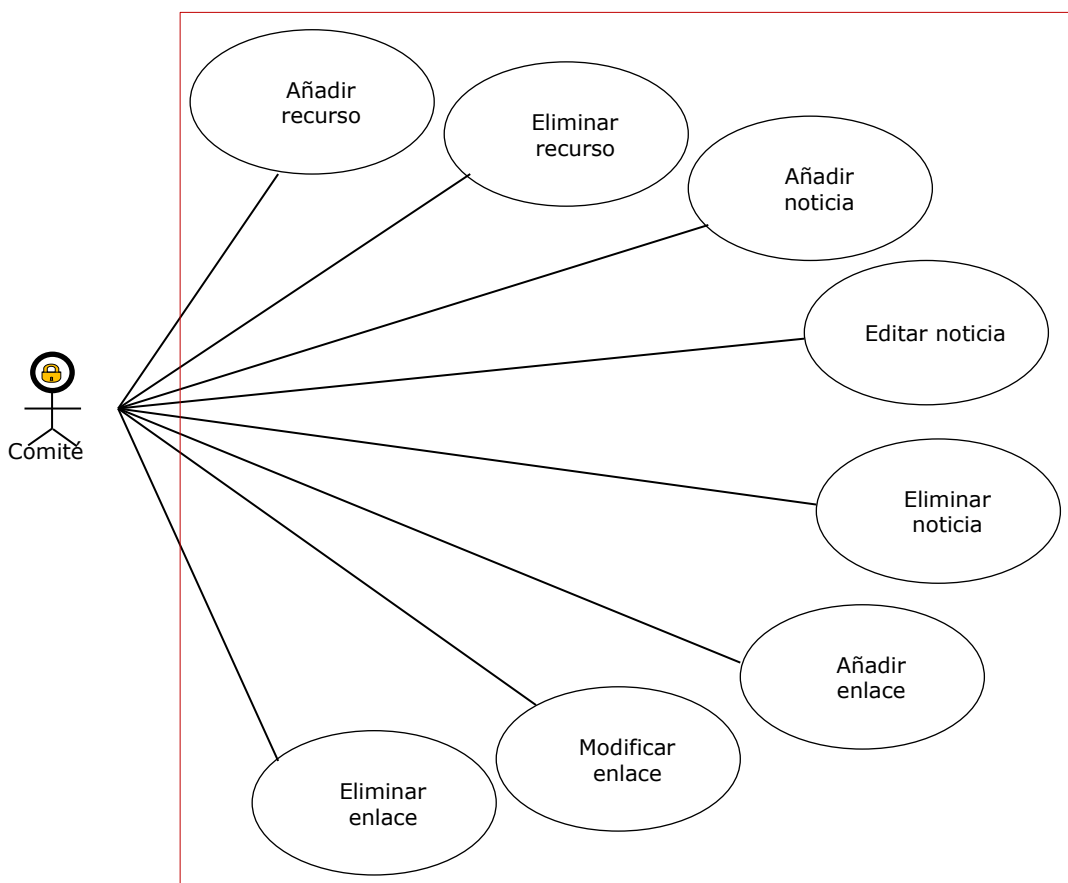 Añadir
recurso
Eliminar
recurso
Añadir
noticia
Editar noticia
Comité
Eliminar
noticia
Añadir
enlace
Modificar
enlace
Eliminar
enlace